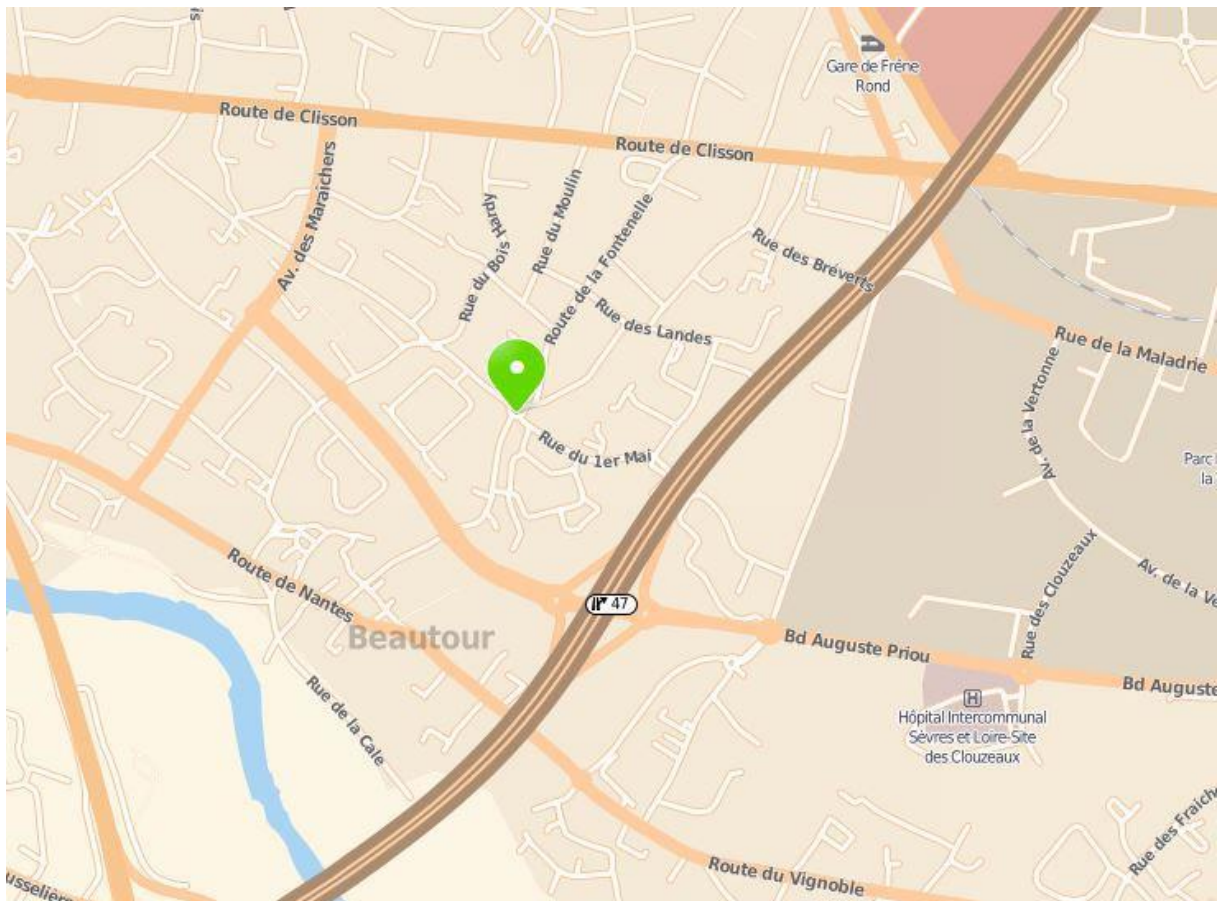 Gare de Frêne
Rond
Route de Clisson
Route de Clisson
Av. des Maraîchers
Rue du Bois Hardy
Rue du Moulin
Route de la Fontenelle
Rue des Bréverts
Rue des Landes
Rue de la Maladrie
Av. de la Vertonne
Rue du 1er Mai
Parc
la
Route de Nantes
Rue des Clouzeaux
Av. de la Ve
47
Beautour
Bd Auguste Priou
Bd Auguste
Rue de la Cale
H
Hôpital Intercommunal
Sèvres et Loire-Site
des Clouzeaux
Rue des Fraîche
Route du Vignoble
ousselière